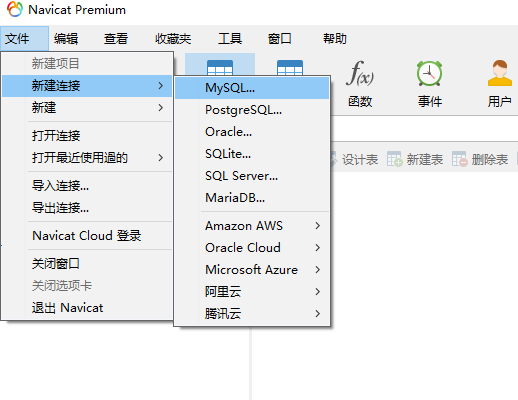 Navicat Premium
文件 编辑 查看 收藏夹 工具 窗口 帮助
新建项目
新建连接
新建
打开连接
打开最近使用過的
导入连接...
导出连接...
Navicat Cloud 登录
关闭窗口
关闭选项卡
退出 Navicat
MySQL...
PostgreSQL...
Oracle...
SQLite...
SQL Server...
MariaDB...
Amazon AWS
Oracle Cloud
Microsoft Azure
阿里云
腾讯云
f(x)
函数 事件 用户
设计表 新建表 删除表